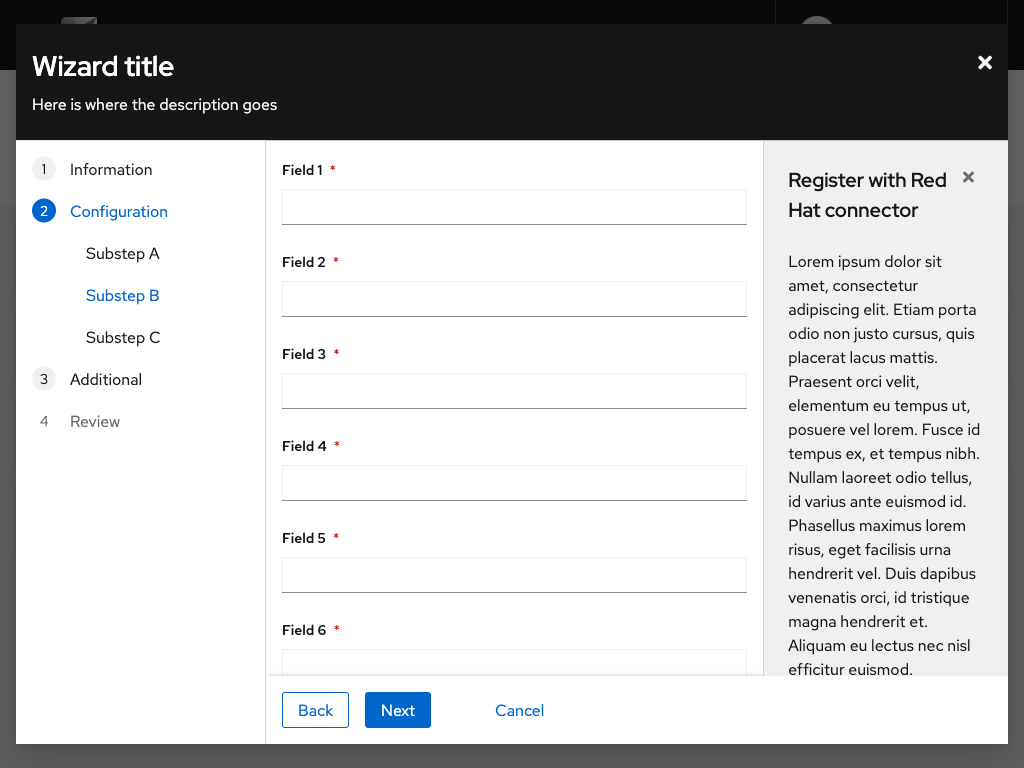 Wizard title
Here is where the description goes
1 Information
2 Configuration
Substep A
Substep B
Substep C
3 Additional
4 Review
Field 1 *
Field 2 *
Field 3 *
Field 4 *
Field 5 *
Field 6 *
Register with Red
Hat connector
Lorem ipsum dolor sit
amet, consectetur
adipiscing elit. Etiam porta
odio non justo cursus, quis
placerat lacus mattis.
Praesent orci velit,
elementum eu tempus ut,
posuere vel lorem. Fusce id
tempus ex, et tempus nibh.
Nullam laoreet odio tellus,
id varius ante euismod id.
Phasellus maximus lorem
risus, eget facilisis urna
hendrerit vel. Duis dapibus
venenatis orci, id tristique
magna hendrerit et.
Aliquam eu lectus nec nisl
efficitur euismod.
Back Next Cancel